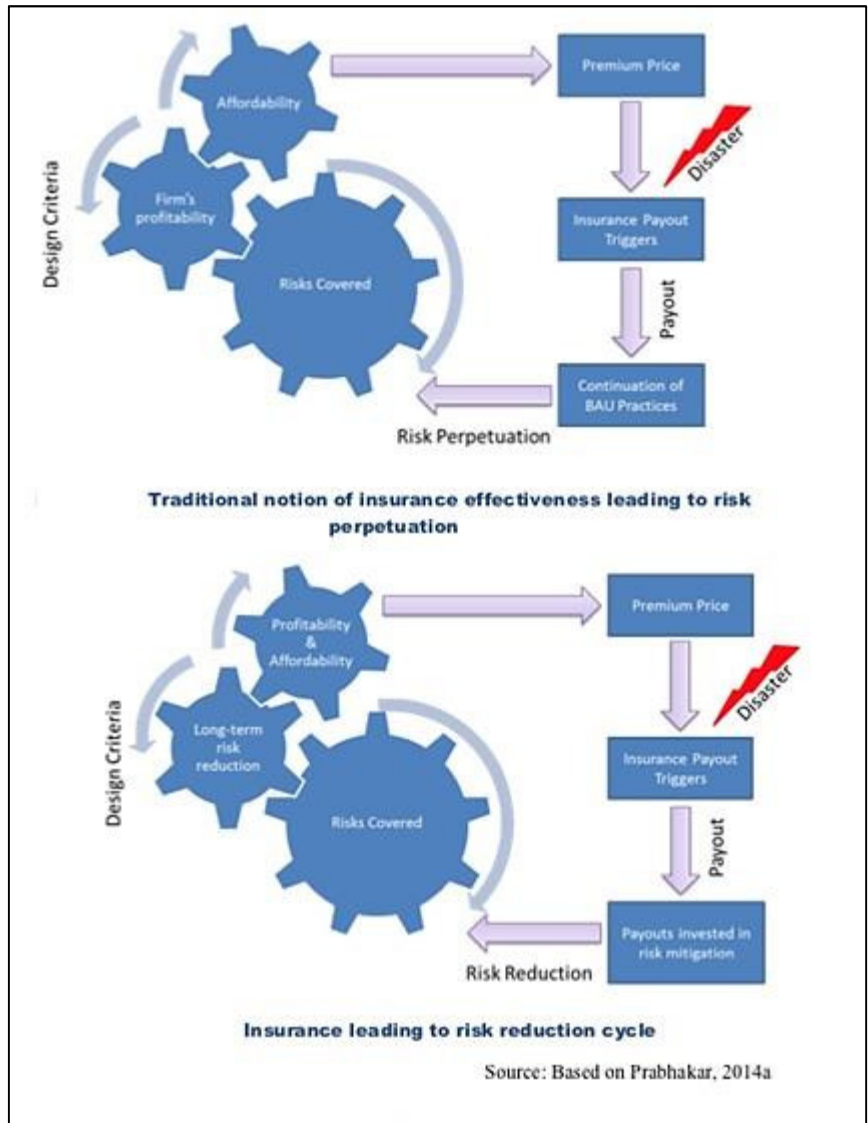 Affordability
Premium Price
Disaster
Design Criteria
Firm's
profitability
Risks Covered
Insurance Payout
Triggers
Payout
Continuation of
BAU Practices
Risk Perpetuation
Traditional notion of insurance effectiveness leading to risk
perpetuation
Profitability
&
Affordability
Premium Price
Disaster
Design Criteria
Long-term
risk
reduction
Risks Covered
Insurance Payout
Triggers
Payout
Payouts invested in
risk mitigation
Risk Reduction
Insurance leading to risk reduction cycle
Source: Based on Prabhakar, 2014a